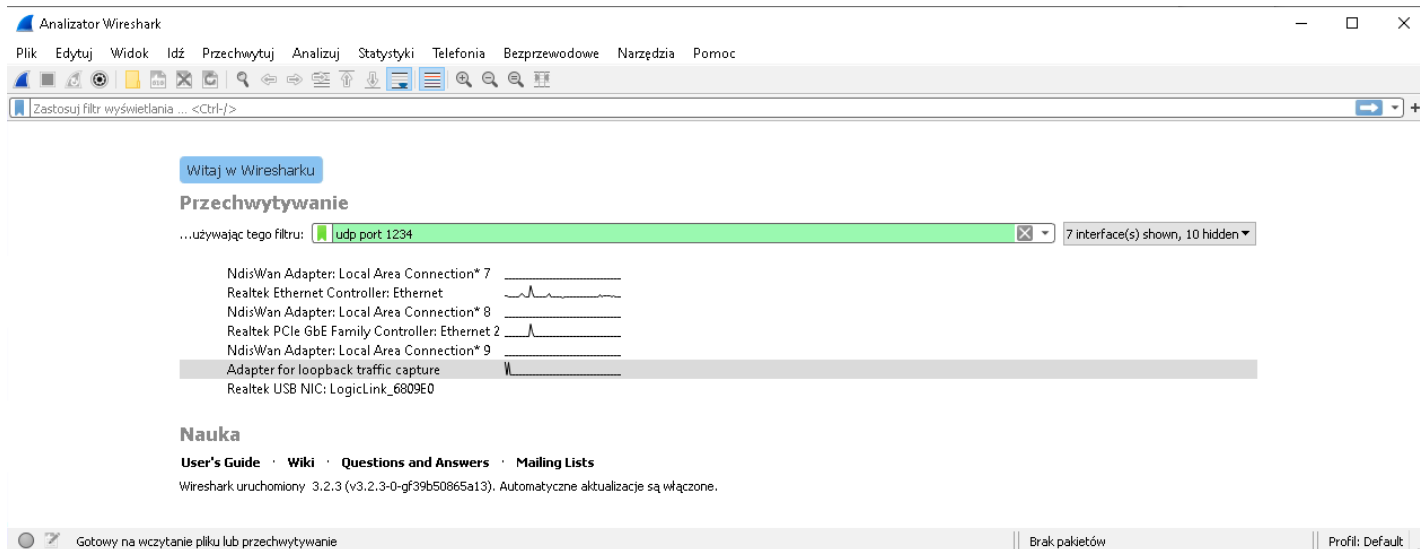 Analizator Wireshark
Plik Edytuj Widok Idź Przechwytuj Analizuj Statystyki Telefonia Bezprzewodowe Narzędzia Pomoc
Zastosuj filtr wyświetlania ... <Ctrl-/>
Witaj w Wiresharku
Przechwytywanie
...używając tego filtru: udp port 1234 7 interface(s) shown, 10 hidden
NdisWan Adapter: Local Area Connection* 7
Realtek Ethernet Controller: Ethernet
NdisWan Adapter: Local Area Connection* 8
Realtek PCIe GbE Family Controller: Ethernet 2
NdisWan Adapter: Local Area Connection* 9
Adapter for loopback traffic capture
Realtek USB NIC: LogicLink_6809E0
Nauka
User's Guide · Wiki · Questions and Answers · Mailing Lists
Wireshark uruchomiony 3.2.3 (v3.2.3-0-gf39b50865a13). Automatyczne aktualizacje są włączone.
Gotowy na wczytanie pliku lub przechwytywanie Brak pakietów Profil: Default